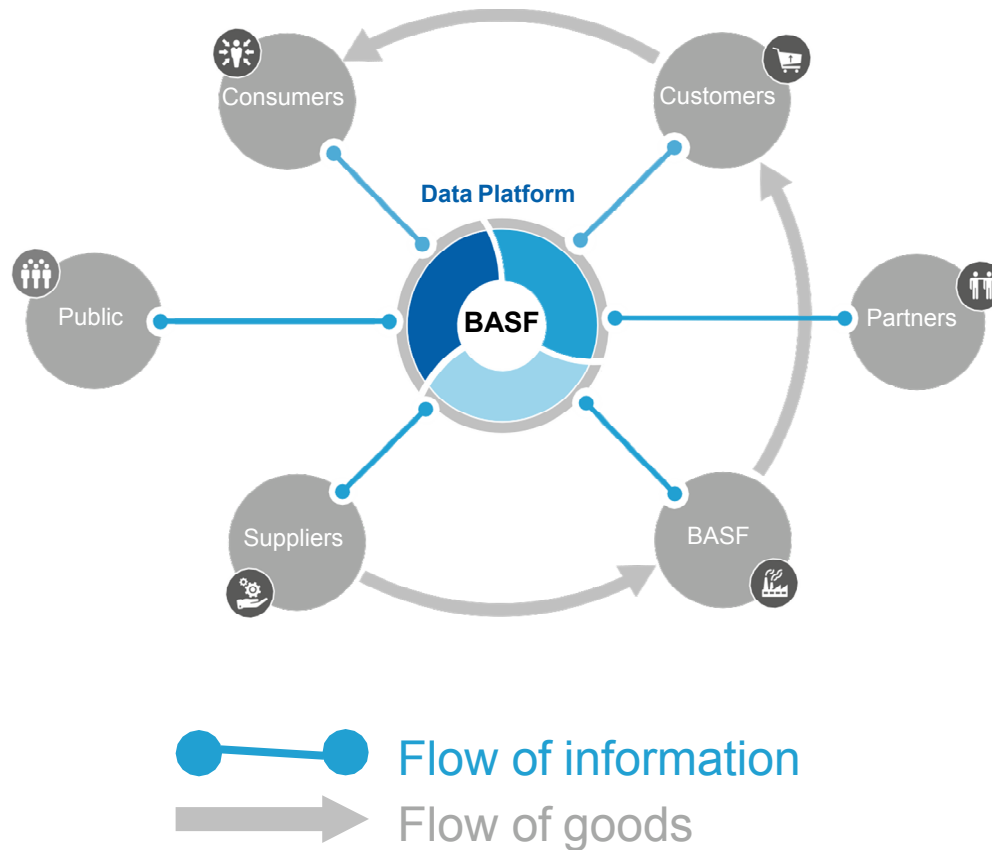 Consumers
Customers
Data Platform
Public
BASF
Partners
Suppliers
BASF
Flow of information
Flow of goods